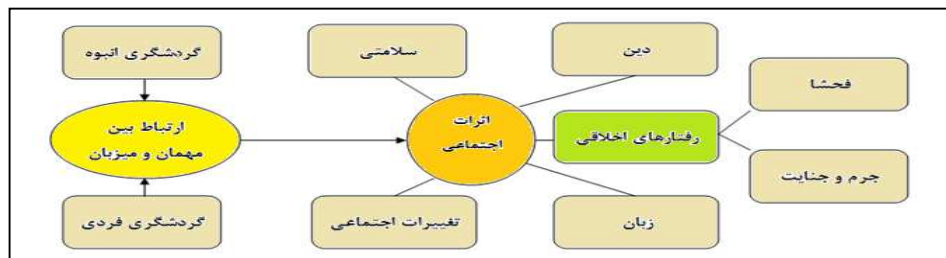 گردشگری انبوه
سلامتی
دین
فحشا
ارتباط بین
مهمان و میزبان
اثرات
اجتماعی
رفتارهای اخلاقی
جرم و جنایت
گردشگری فردی
تغییرات اجتماعی
زبان